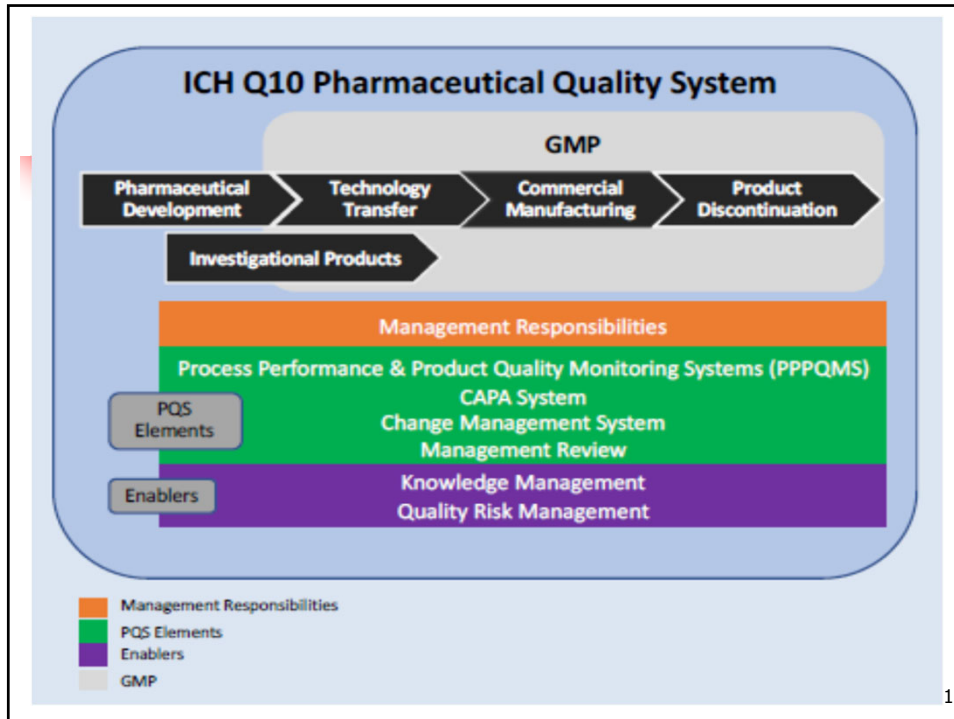 ICH Q10 Pharmaceutical Quality System
GMP
Pharmaceutical
Development
Technology
Transfer
Commercial
Manufacturing
Product
Discontinuation
Investigational Products
Management Responsibilities
Process Performance & Product Quality Monitoring Systems (PPPQMS)
CAPA System
Change Management System
Management Review
PQS
Elements
Knowledge Management
Quality Risk Management
Enablers
Management Responsibilities
PQS Elements
Enablers
GMP
1